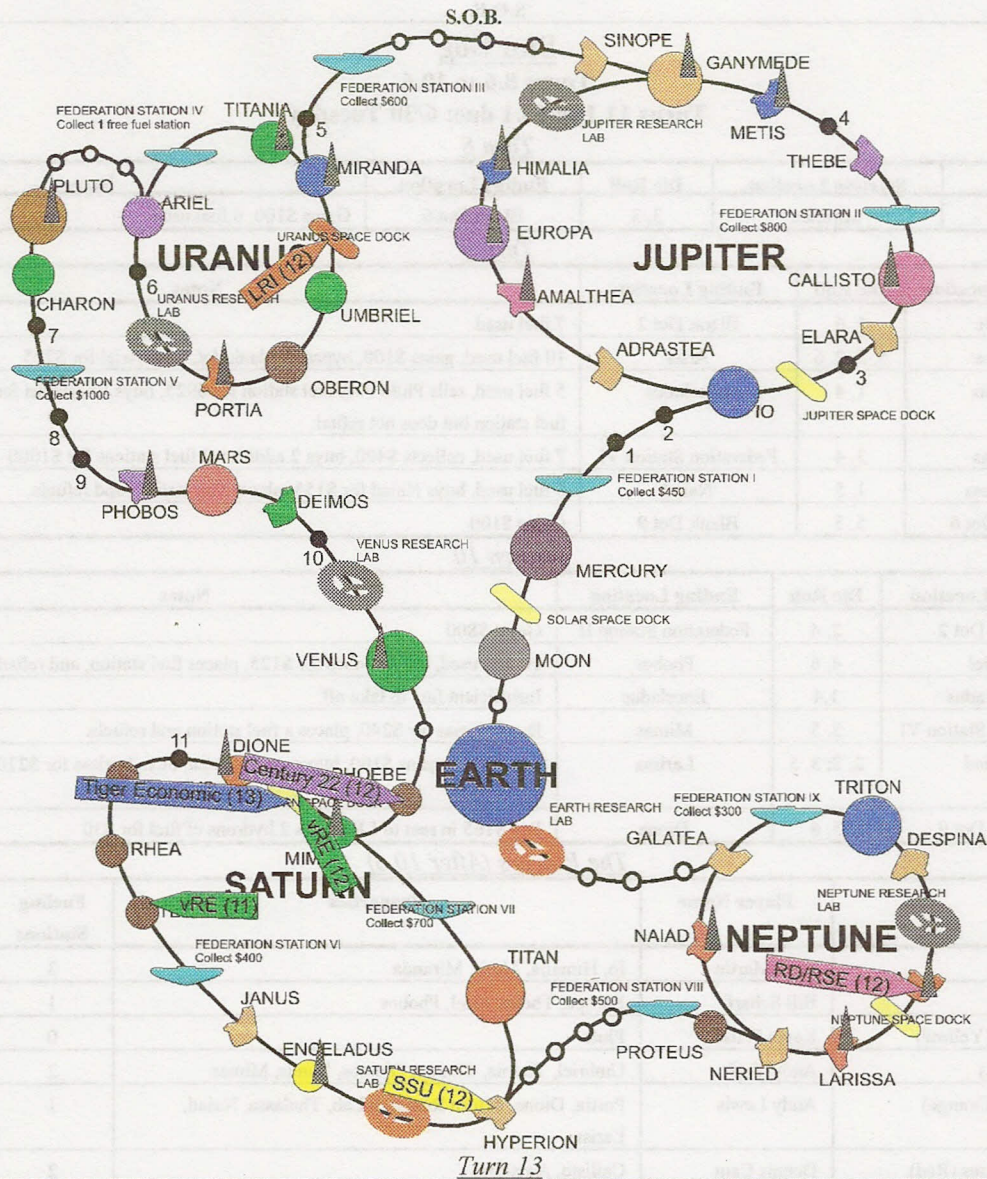 S.O.B.
SINOPE
GANYMEDE
FEDERATION STATION III
Collect $600
METIS
FEDERATION STATION IV
Collect 1 free fuel station
TITANIA
5
JUPITER RESEARCH
LAB
4
THEBE
PLUTO
MIRANDA
HIMALIA
ARIEL
FEDERATION STATION II
Collect $800
URANUS SPACE DOCK
EUROPA
URANUS
JUPITER
LRI (12)
CALLISTO
CHARON
6
URANUS RESEARCH
LAB
UMBRIEL
AMALTHEA
7
ELARA
ADRASTEA
3
FEDERATION STATION V
Collect $1000
OBERON
PORTIA
IO
JUPITER SPACE DOCK
8
2
1
9
MARS
FEDERATION STATION I
Collect $450
PHOBOS
DEIMOS
10
VENUS RESEARCH
LAB
MERCURY
SOLAR SPACE DOCK
VENUS
MOON
11
DIONE
PHOEBE
EARTH
Century 22 (12)
Tiger Economic (13)
SPACE DOCK
EARTH RESEARCH
LAB
FEDERATION STATION IX
Collect $300
TRITON
GALATEA
DESPINA
RHEA
MIM
vRE (12)
SATURN
NEPTUNE RESEARCH
LAB
vRE (11)
FEDERATION STATION VII
Collect $700
NAIAD
NEPTUNE
FEDERATION STATION VI
Collect $400
TITAN
RD/RSE (12)
FEDERATION STATION VIII
Collect $500
JANUS
NEPTUNE SPACE DOCK
PROTEUS
ENCELADUS
NERIED
LARISSA
SATURN RESEARCH
LAB
SSU (12)
HYPERION
Turn 13